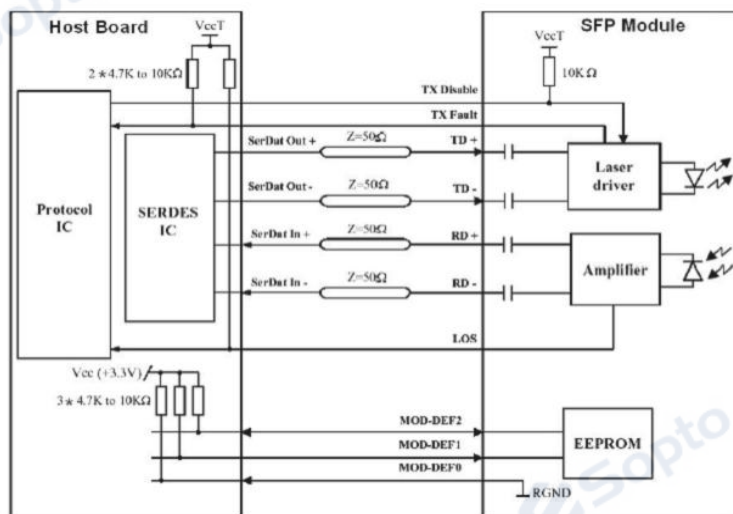 Host Board
VccT
SFP Module
VccT
2*4.7K to 10KΩ
10KΩ
TX Disable
TX Fault
SerDat Out +
Z=50Ω
TD +
SerDat Out -
Z=50Ω
TD -
Laser
driver
Protocol
IC
SERDES
IC
SerDat In +
Z=50Ω
RD +
SerDat In -
Z=50Ω
RD -
Amplifier
LOS
Vcc (+3.3V)
3*4.7K to 10KΩ
MOD-DEF2
MOD-DEF1
MOD-DEF0
EEPROM
RGND
Sopto